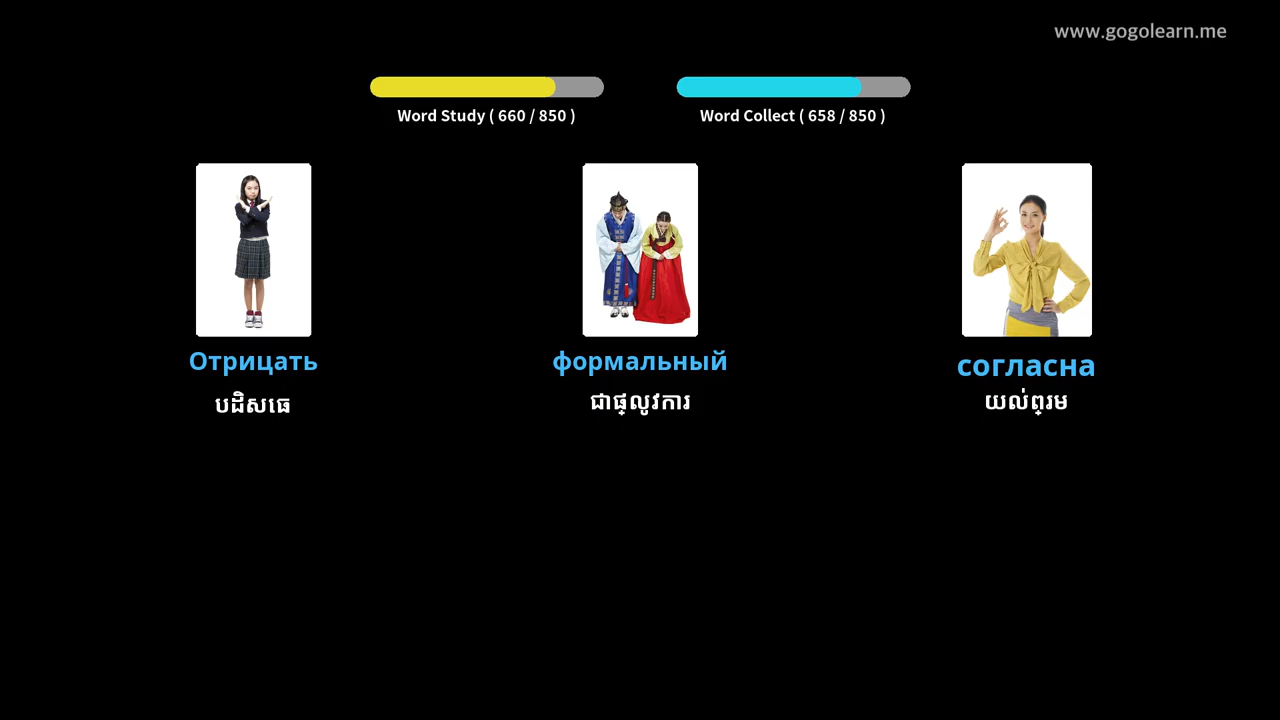 www.gogolearn.me
Word Study ( 660 / 850 )
Word Collect ( 658 / 850 )
Отрицать
формальный
согласна
បដិសធេ
ជាផ្លូវការ
យល់ព្រម